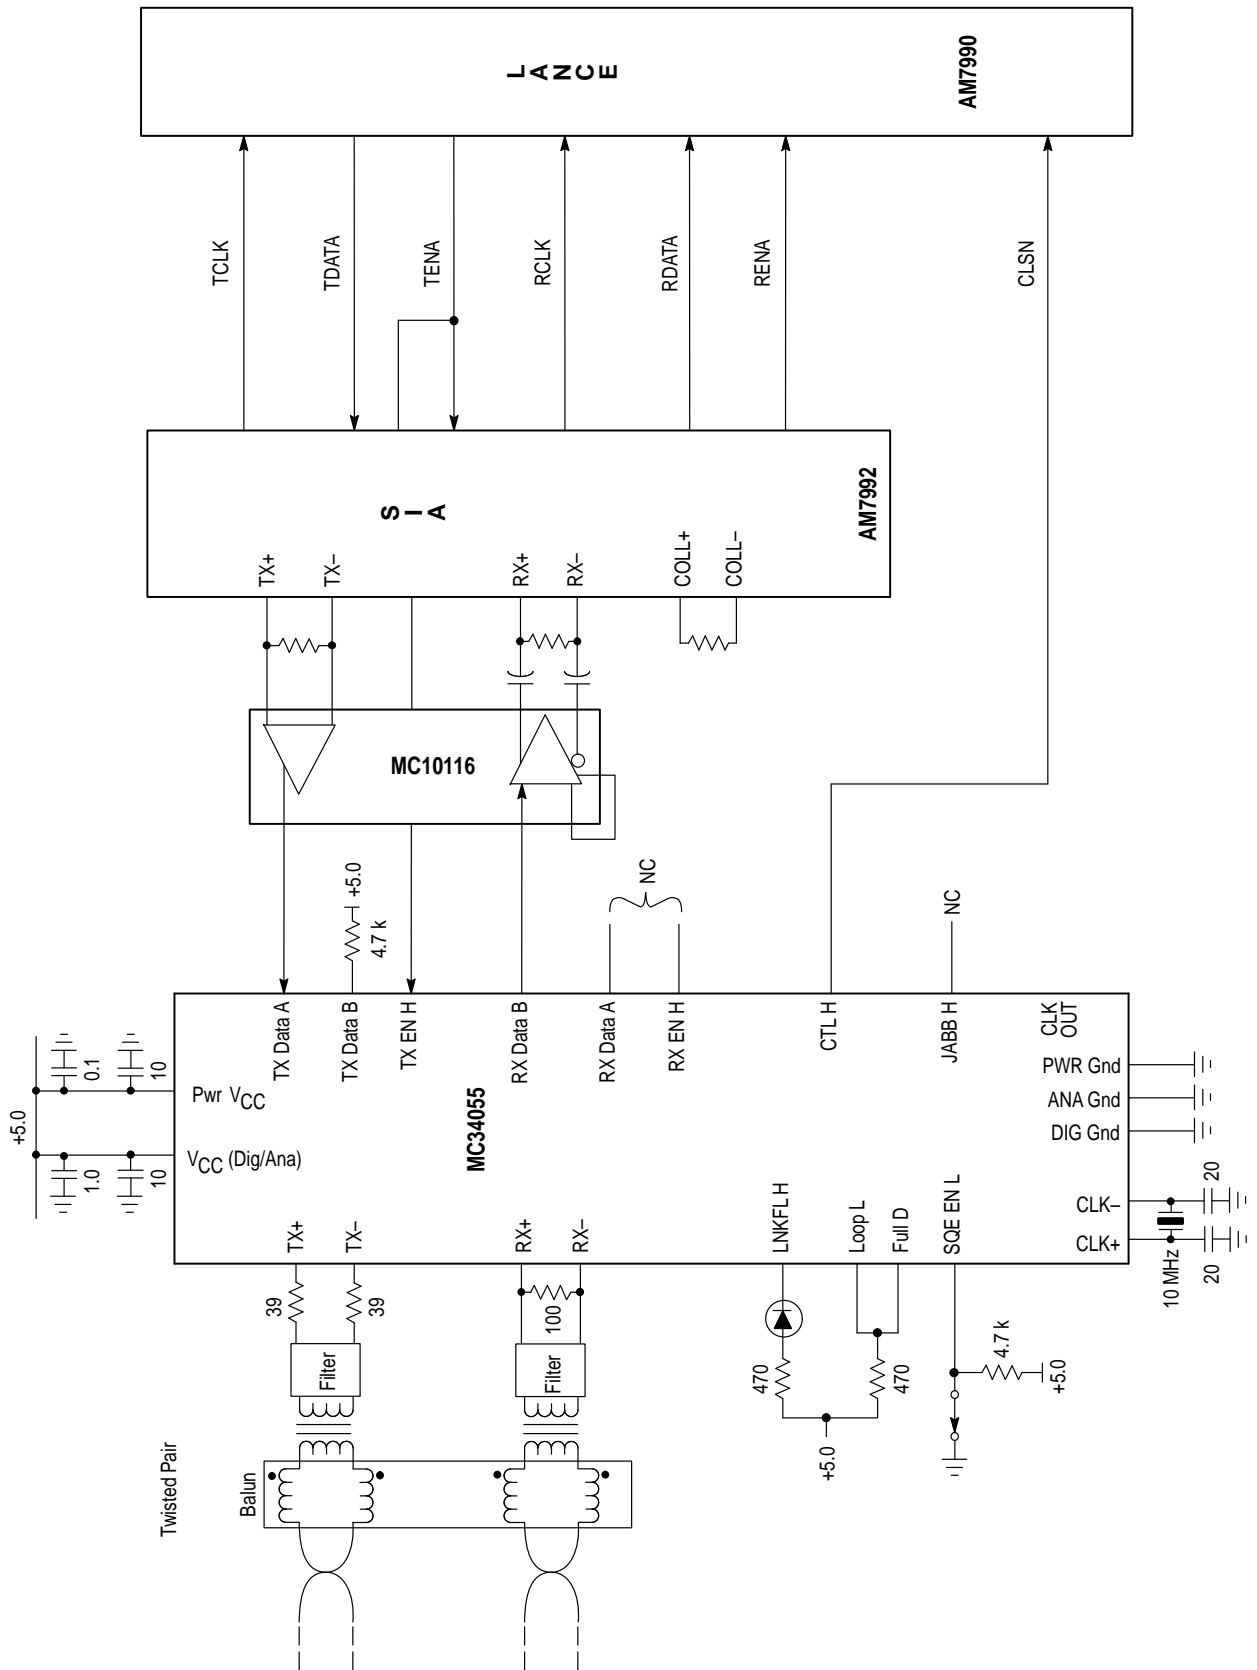 LANCE
AM7990
TCLK
TDATA
TENA
RCLK
RDATA
RENA
CLSN
SIA
AM7992
TX+
TX–
RX+
RX–
COLL+
COLL–
MC10116
+5.0
4.7 k
NC
NC
TX Data A
TX Data B
TX EN H
RX Data B
RX Data A
RX EN H
CTL H
JABB H
CLK
OUT
+5.0
0.1
10
1.0
10
Pwr VCC
VCC (Dig/Ana)
MC34055
PWR Gnd
ANA Gnd
DIG Gnd
CLK–
CLK+
20
20
10 MHz
TX+
TX–
RX+
RX–
LNKFL H
Loop L
Full D
SQE EN L
39
39
100
Filter
Filter
470
470
+5.0
4.7 k
+5.0
Twisted Pair
Balun